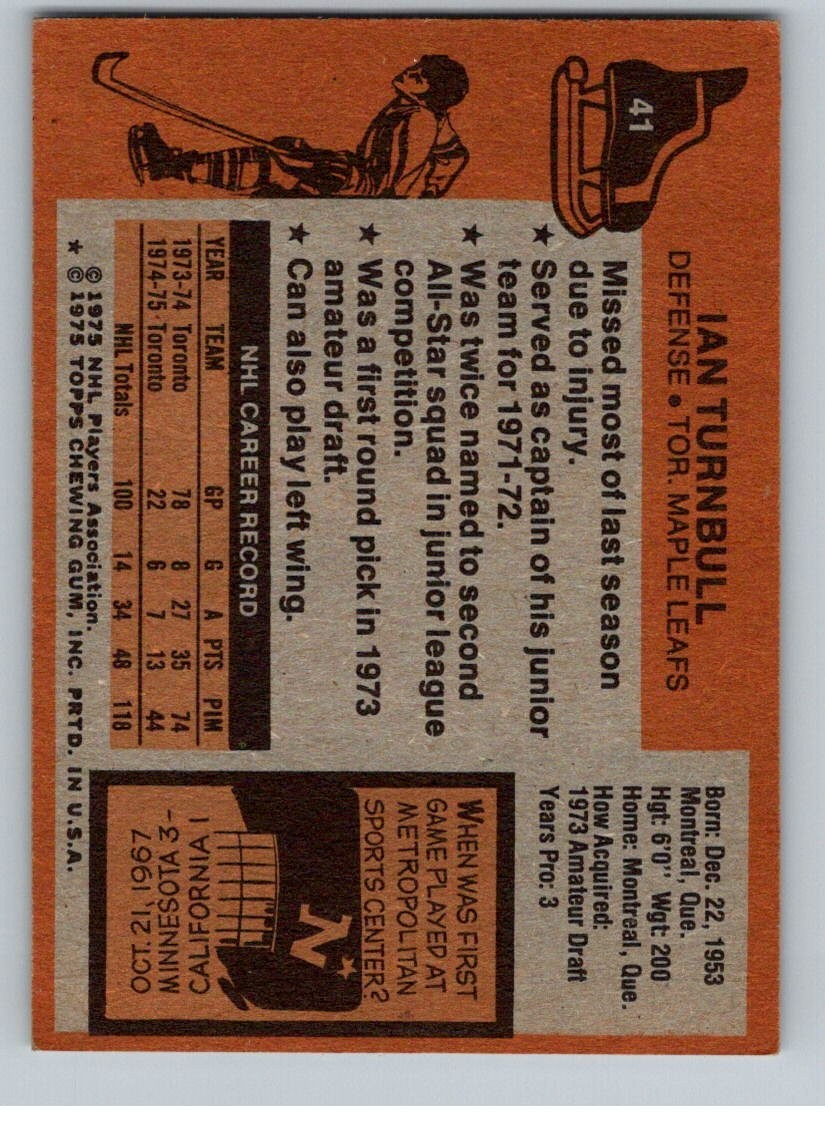 41
IAN TURNBULL
DEFENSE • TOR. MAPLE LEAFS
Missed most of last season
due to injury.
★ Served as captain of his junior
team for 1971-72.
★ Was twice named to second
All-Star squad in junior league
competition.
★ Was a first round pick in 1973
amateur draft.
★ Can also play left wing.
NHL CAREER RECORD
YEAR TEAM GP G A PTS PIM
1973-74 Toronto 78 8 27 35 74
1974-75 Toronto 22 6 7 13 44
NHL Totals 100 14 34 48 118
© 1975 NHL Players Association.
★ © 1975 TOPPS CHEWING GUM, INC. PRTD. IN U.S.A.
Born: Dec. 22, 1953
Montreal, Que.
Hgt: 6'0" Wgt: 200
Home: Montreal, Que.
How Acquired:
1973 Amateur Draft
Years Pro: 3
WHEN WAS FIRST
GAME PLAYED AT
METROPOLITAN
SPORTS CENTER?
N
CALIFORNIA 1
MINNESOTA 3-
OCT. 21, 1967